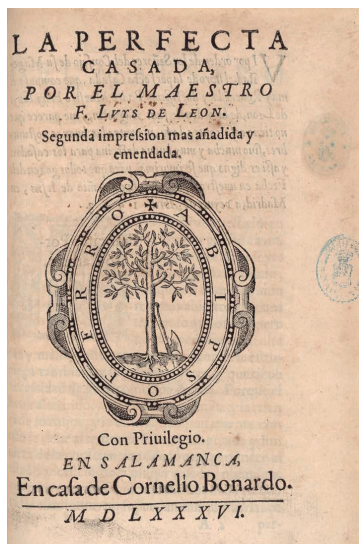 LA PERFECTA
CASADA,
POR EL MAESTRO
F. LVYS DE LEON.
Segunda impression mas añadida y
emendada.
✠ AB IPSO FERRO
Con Priuilegio.
EN SALAMANCA,
En casa de Cornelio Bonardo.
M D LXXXVI.